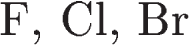 F, Cl, Br